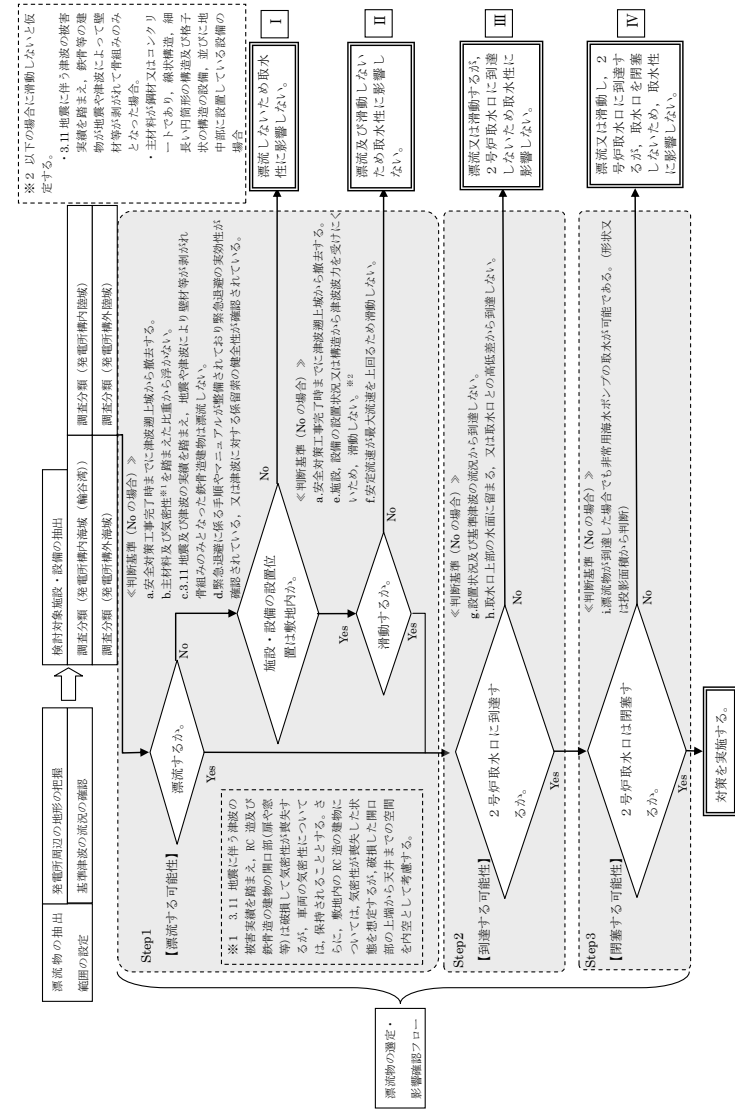 漂流物の抽出
範囲の設定
発電所周辺の地形の把握
基準津波の流況の確認
検討対象施設・設備の抽出
調査分類(発電所構内海域(輪谷湾))
調査分類(発電所構内陸域)
調査分類(発電所構外海域)
調査分類(発電所構外陸域)
※2 以下の場合に滑動しないと仮
定する。
・3.11 地震に伴う津波の被害
実績を踏まえ,鉄骨等の建
物が地震や津波によって壁
材等が剥がれて骨組みのみ
となった場合。
・主材料が鋼材又はコンクリ
ートであり,線状構造,細
長い円筒形の構造及び格子
状の構造の設備,並びに地
中部に設置している設備の
場合
漂流物の選定・
影響確認フロー
Step1
【漂流する可能性】
漂流するか。
No
Yes
≪判断基準(No の場合)≫
a.安全対策工事完了時までに津波遡上域から撤去する。
b.主材料及び気密性※1を踏まえた比重から浮かない。
c.3.11 地震及び津波の実績を踏まえ,地震や津波により壁材等が剥がれ
骨組みのみとなった鉄骨造建物は漂流しない。
d.緊急退避に係る手順やマニュアルが整備されており緊急退避の実効性が
確認されている,又は津波に対する係留索の健全性が確認されている。
※1 3.11 地震に伴う津波の
被害実績を踏まえ,RC 造及び
鉄骨造の建物の開口部(扉や窓
等)は破損して気密性が喪失す
るが,車両の気密性について
は,保持されることとする。さ
らに,敷地内の RC 造の建物に
ついては,気密性が喪失した状
態を想定するが,破損した開口
部の上端から天井までの空間
を内空として考慮する。
施設・設備の設置位
置は敷地内か。
No
Yes
≪判断基準(No の場合)≫
a.安全対策工事完了時までに津波遡上域から撤去する。
e.施設,設備の設置状況又は構造から津波波力を受けにく
いため,滑動しない。※2
f.安定流速が最大流速を上回るため滑動しない。
滑動するか。
No
Yes
Ⅰ
漂流しないため取水
性に影響しない。
Ⅱ
漂流及び滑動しない
ため取水性に影響し
ない。
Step2
【到達する可能性】
2号炉取水口に到達す
るか。
No
Yes
≪判断基準(No の場合)≫
g.設置状況及び基準津波の流況から到達しない。
h.取水口上部の水面に留まる,又は取水口との高低差から到達しない。
Ⅲ
漂流又は滑動するが,
2号炉取水口に到達
しないため取水性に
影響しない。
Step3
【閉塞する可能性】
2号炉取水口は閉塞す
るか。
No
Yes
≪判断基準(No の場合)≫
i.漂流物が到達した場合でも非常用海水ポンプの取水が可能である。(形状又
は投影面積から判断)
Ⅳ
漂流又は滑動し,2
号炉取水口に到達す
るが,取水口を閉塞
しないため,取水性
に影響しない。
対策を実施する。